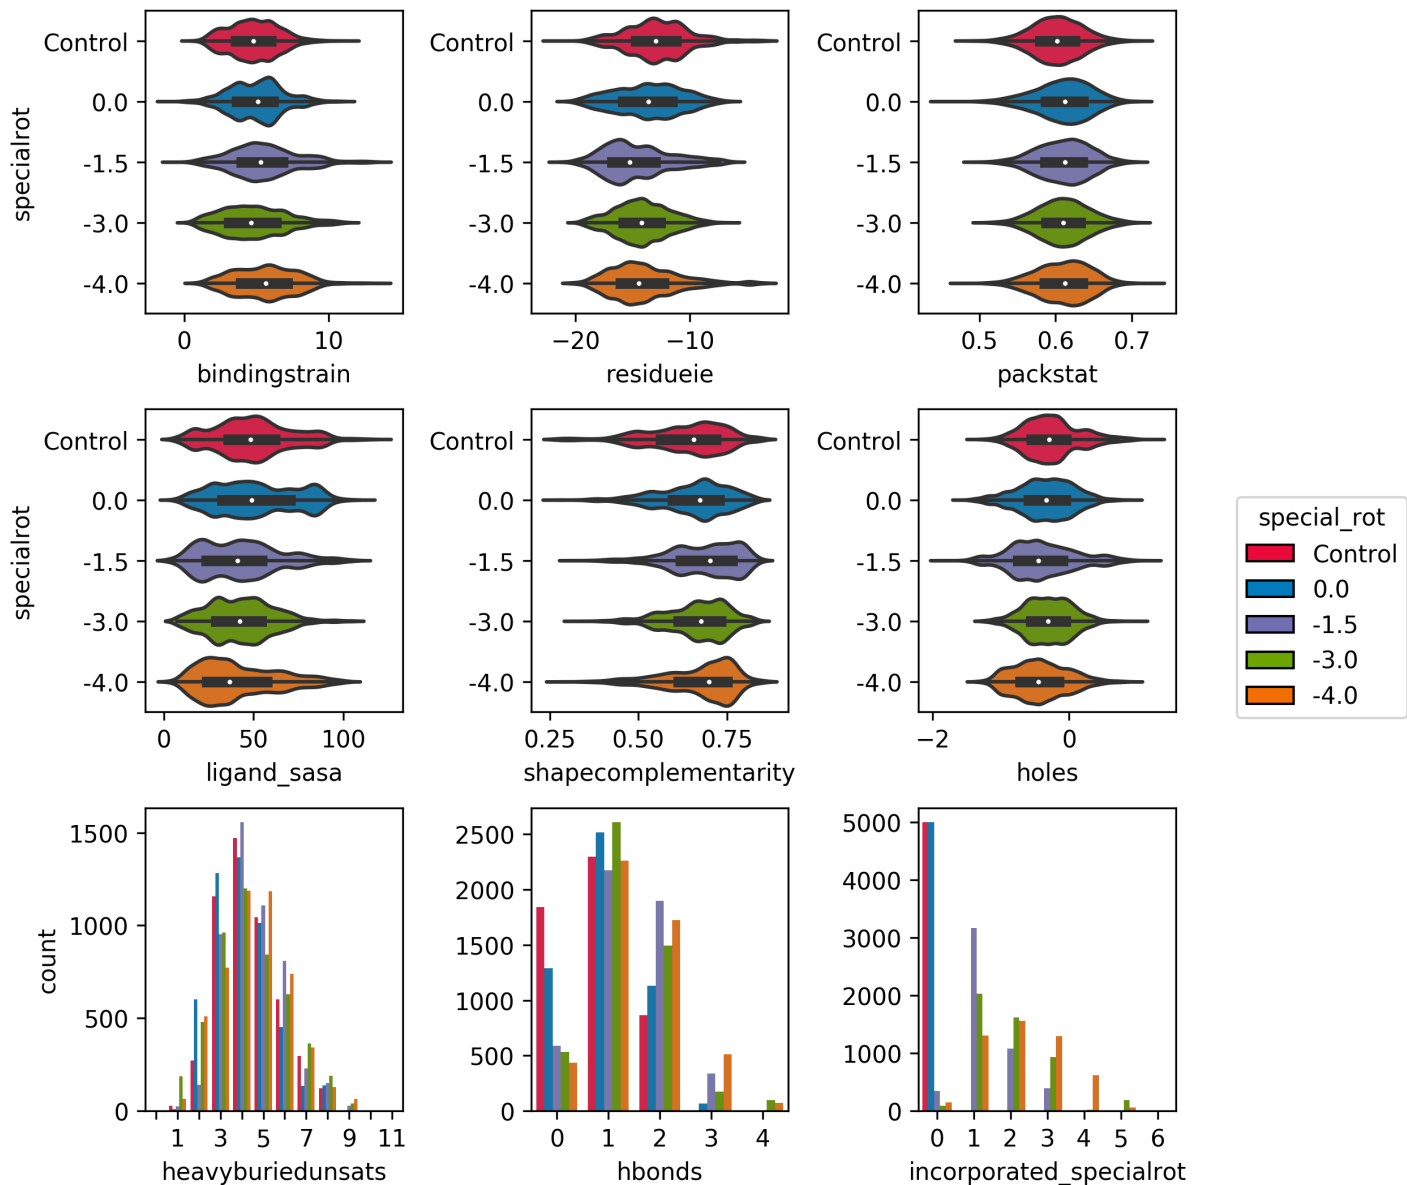 specialrot
Control
0.0
-1.5
-3.0
-4.0
0 10
bindingstrain
Control
0.0
-1.5
-3.0
-4.0
−20 −10
residueie
Control
0.0
-1.5
-3.0
-4.0
0.5 0.6 0.7
packstat
specialrot
Control
0.0
-1.5
-3.0
-4.0
0 50 100
ligand_sasa
Control
0.0
-1.5
-3.0
-4.0
0.25 0.50 0.75
shapecomplementarity
Control
0.0
-1.5
-3.0
-4.0
−2 0
holes
special_rot
Control
0.0
-1.5
-3.0
-4.0
count
1500
1000
500
0
1 3 5 7 9 11
heavyburiedunsats
2500
2000
1500
1000
500
0
0 1 2 3 4
hbonds
5000
4000
3000
2000
1000
0
0 1 2 3 4 5 6
incorporated_specialrot